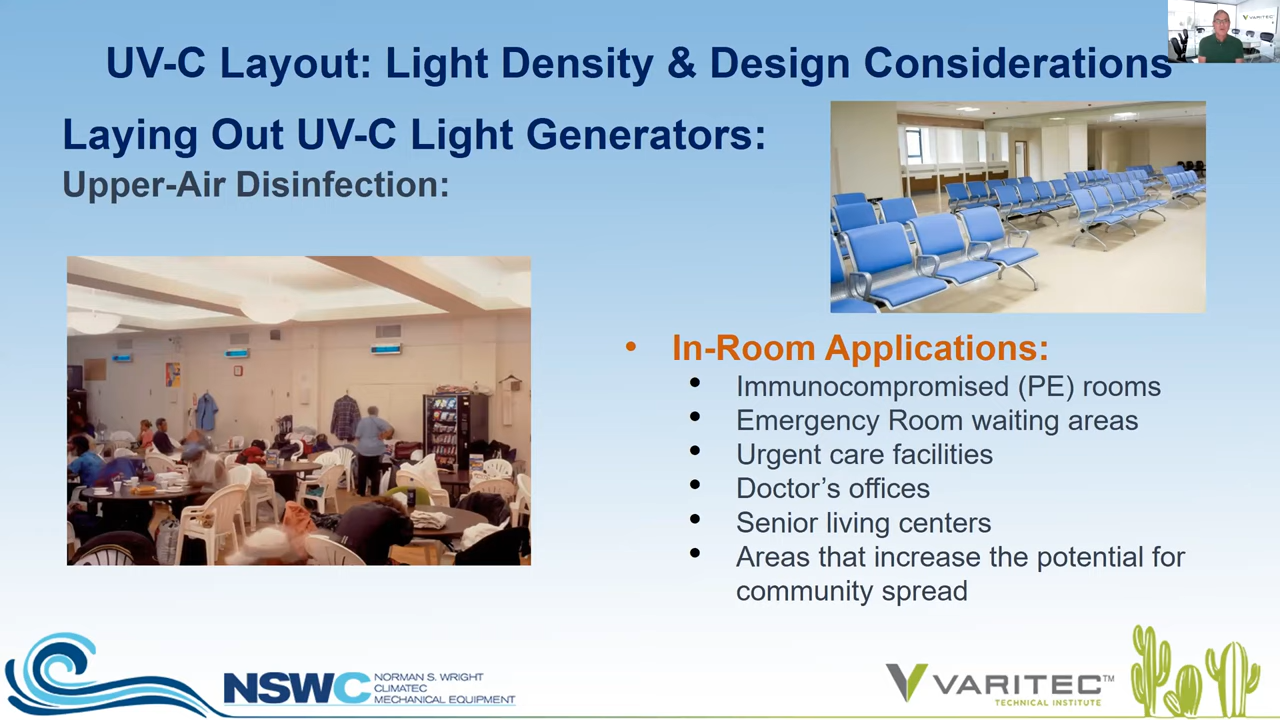 UV-C Layout: Light Density & Design Considerations
VARITEC
Laying Out UV-C Light Generators:
Upper-Air Disinfection:
• In-Room Applications:
• Immunocompromised (PE) rooms
• Emergency Room waiting areas
• Urgent care facilities
• Doctor’s offices
• Senior living centers
• Areas that increase the potential for
community spread
NSWC
NORMAN S. WRIGHT
CLIMATEC
MECHANICAL EQUIPMENT
VARITEC™
TECHNICAL INSTITUTE